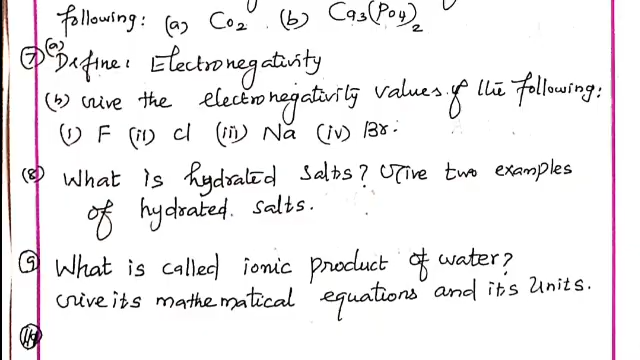 following: (a) CO2 (b) Ca3(PO4)2
(7) (a) Define: Electronegativity
(b) Give the electronegativity values of the following:
(i) F (ii) Cl (iii) Na (iv) Br.
(8) What is hydrated salts? Give two examples
of hydrated salts.
(9) What is called ionic product of water?
Give its mathematical equations and its Units.